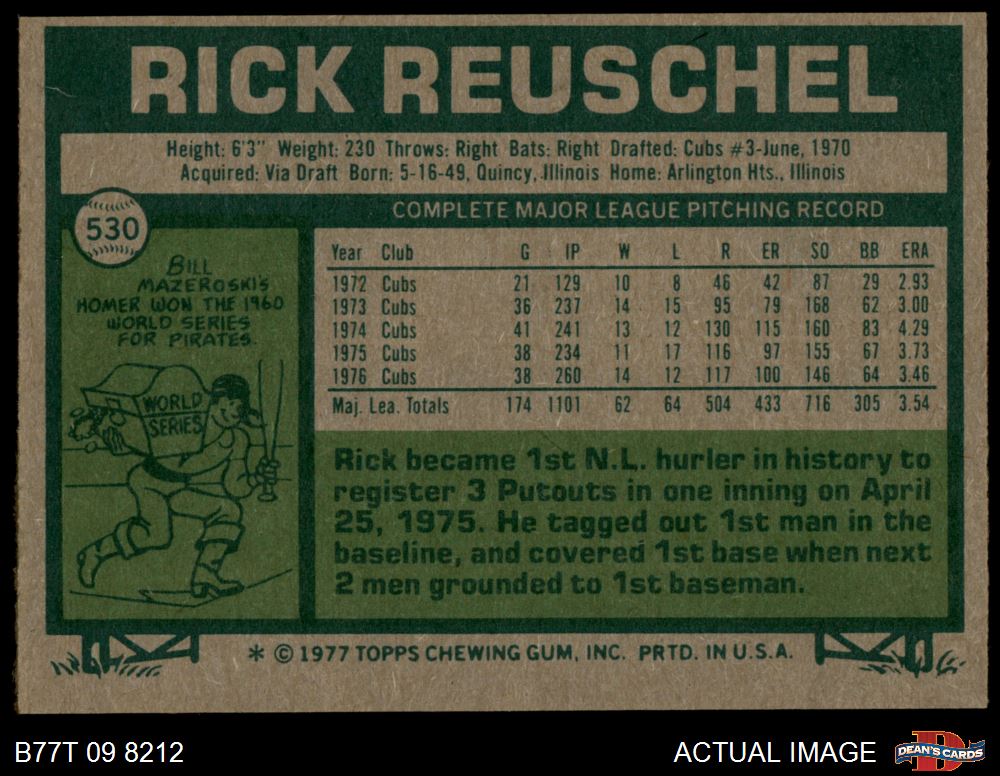 RICK REUSCHEL
Height: 6'3" Weight: 230 Throws: Right Bats: Right Drafted: Cubs #3-June, 1970
Acquired: Via Draft Born: 5-16-49, Quincy, Illinois Home: Arlington Hts., Illinois
530
BILL
MAZEROSKI'S
HOMER WON THE 1960
WORLD SERIES
FOR PIRATES.
WORLD
SERIES
COMPLETE MAJOR LEAGUE PITCHING RECORD
Year Club G IP W L R ER SO BB ERA
1972 Cubs 21 129 10 8 46 42 87 29 2.93
1973 Cubs 36 237 14 15 95 79 168 62 3.00
1974 Cubs 41 241 13 12 130 115 160 83 4.29
1975 Cubs 38 234 11 17 116 97 155 67 3.73
1976 Cubs 38 260 14 12 117 100 146 64 3.46
Maj. Lea. Totals 174 1101 62 64 504 433 716 305 3.54
Rick became 1st N.L. hurler in history to
register 3 Putouts in one inning on April
25, 1975. He tagged out 1st man in the
baseline, and covered 1st base when next
2 men grounded to 1st baseman.
* © 1977 TOPPS CHEWING GUM, INC. PRTD. IN U.S.A.
B77T 09 8212
ACTUAL IMAGE
D
DEAN'S CARDS